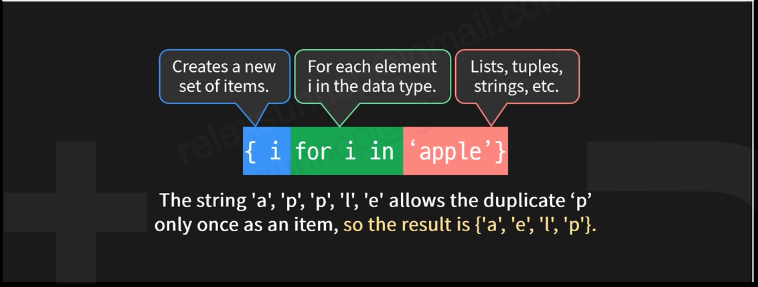 Creates a new
set of items.
For each element
i in the data type.
Lists, tuples,
strings, etc.
{ i for i in ‘apple’}
The string 'a', 'p', 'p', 'l', 'e' allows the duplicate ‘p’
only once as an item, so the result is {'a', 'e', 'l', 'p'}.